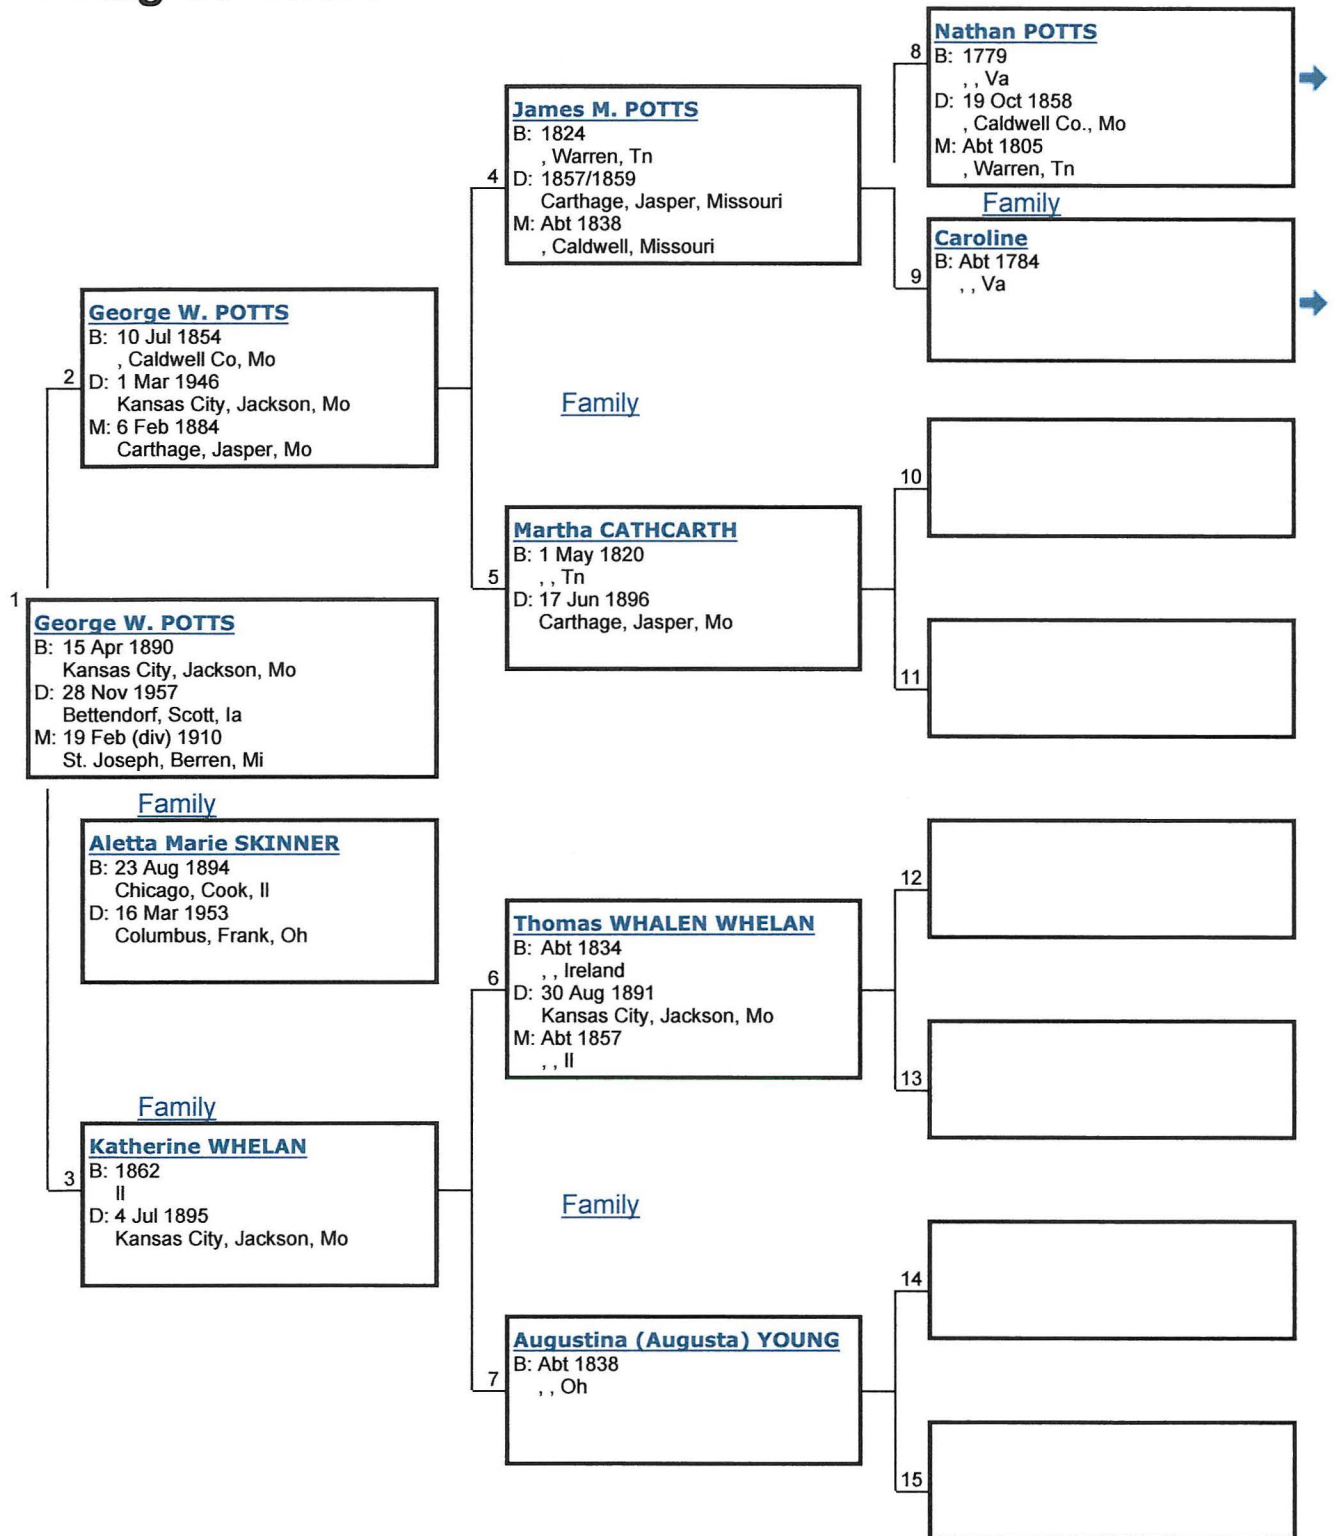 8
Nathan POTTS
B: 1779
, , Va
D: 19 Oct 1858
, Caldwell Co., Mo
M: Abt 1805
, Warren, Tn
Family
9
Caroline
B: Abt 1784
, , Va
4
James M. POTTS
B: 1824
, Warren, Tn
D: 1857/1859
Carthage, Jasper, Missouri
M: Abt 1838
, Caldwell, Missouri
2
George W. POTTS
B: 10 Jul 1854
, Caldwell Co, Mo
D: 1 Mar 1946
Kansas City, Jackson, Mo
M: 6 Feb 1884
Carthage, Jasper, Mo
Family
10
5
Martha CATHCARTH
B: 1 May 1820
, , Tn
D: 17 Jun 1896
Carthage, Jasper, Mo
11
1
George W. POTTS
B: 15 Apr 1890
Kansas City, Jackson, Mo
D: 28 Nov 1957
Bettendorf, Scott, Ia
M: 19 Feb (div) 1910
St. Joseph, Berren, Mi
Family
Aletta Marie SKINNER
B: 23 Aug 1894
Chicago, Cook, Il
D: 16 Mar 1953
Columbus, Frank, Oh
12
6
Thomas WHALEN WHELAN
B: Abt 1834
, , Ireland
D: 30 Aug 1891
Kansas City, Jackson, Mo
M: Abt 1857
, , Il
13
Family
3
Katherine WHELAN
B: 1862
Il
D: 4 Jul 1895
Kansas City, Jackson, Mo
Family
14
7
Augustina (Augusta) YOUNG
B: Abt 1838
, , Oh
15